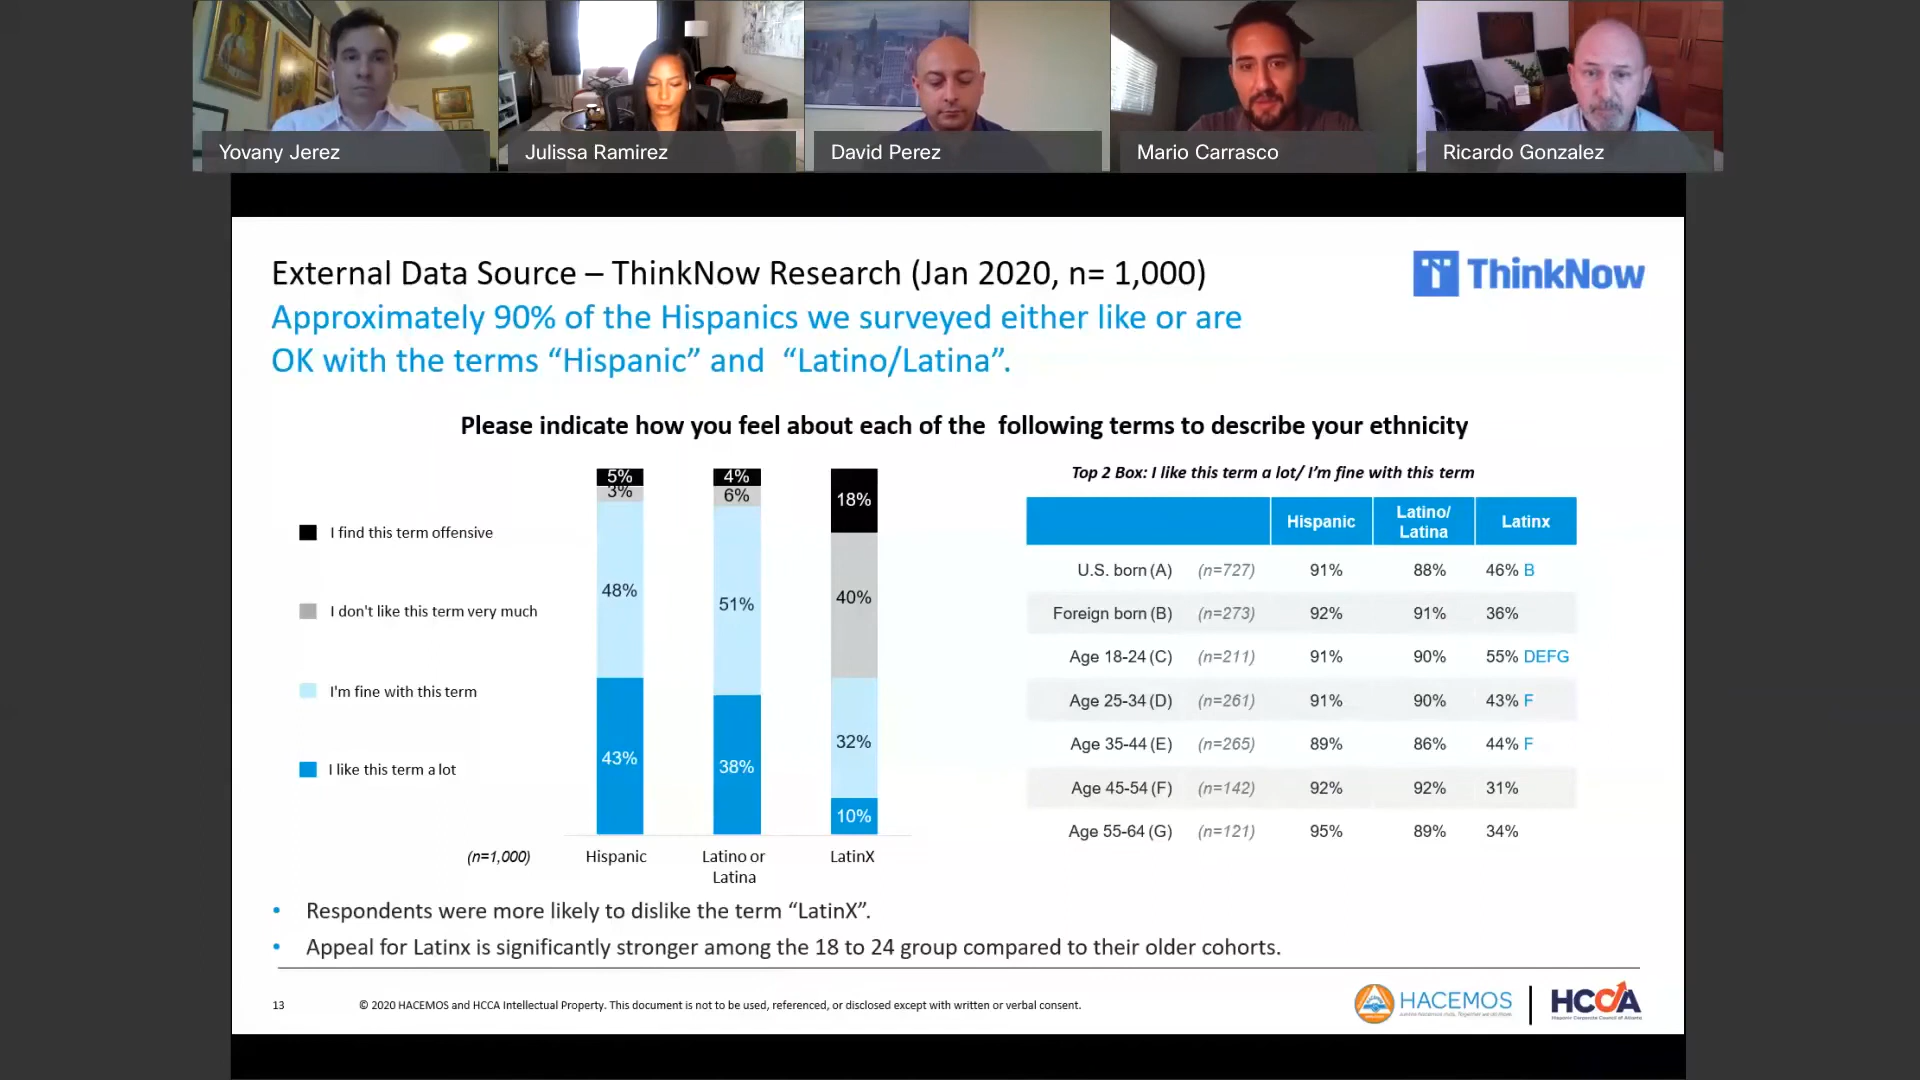 Yovany Jerez
Julissa Ramirez
David Perez
Mario Carrasco
Ricardo Gonzalez
External Data Source – ThinkNow Research (Jan 2020, n= 1,000)
ThinkNow
Approximately 90% of the Hispanics we surveyed either like or are
OK with the terms “Hispanic” and “Latino/Latina”.
Please indicate how you feel about each of the following terms to describe your ethnicity
I find this term offensive
I don't like this term very much
I'm fine with this term
I like this term a lot
5%
3%
48%
43%
4%
6%
51%
38%
18%
40%
32%
10%
(n=1,000)
Hispanic
Latino or
Latina
LatinX
Top 2 Box: I like this term a lot/ I’m fine with this term
Hispanic Latino/ Latinx
Latina
U.S. born (A) (n=727) 91% 88% 46% B
Foreign born (B) (n=273) 92% 91% 36%
Age 18-24 (C) (n=211) 91% 90% 55% DEFG
Age 25-34 (D) (n=261) 91% 90% 43% F
Age 35-44 (E) (n=265) 89% 86% 44% F
Age 45-54 (F) (n=142) 92% 92% 31%
Age 55-64 (G) (n=121) 95% 89% 34%
• Respondents were more likely to dislike the term “LatinX”.
• Appeal for Latinx is significantly stronger among the 18 to 24 group compared to their older cohorts.
13
© 2020 HACEMOS and HCCA Intellectual Property. This document is not to be used, referenced, or disclosed except with written or verbal consent.
HACEMOS
HCCA
Hispanic Corporate Council of Atlanta